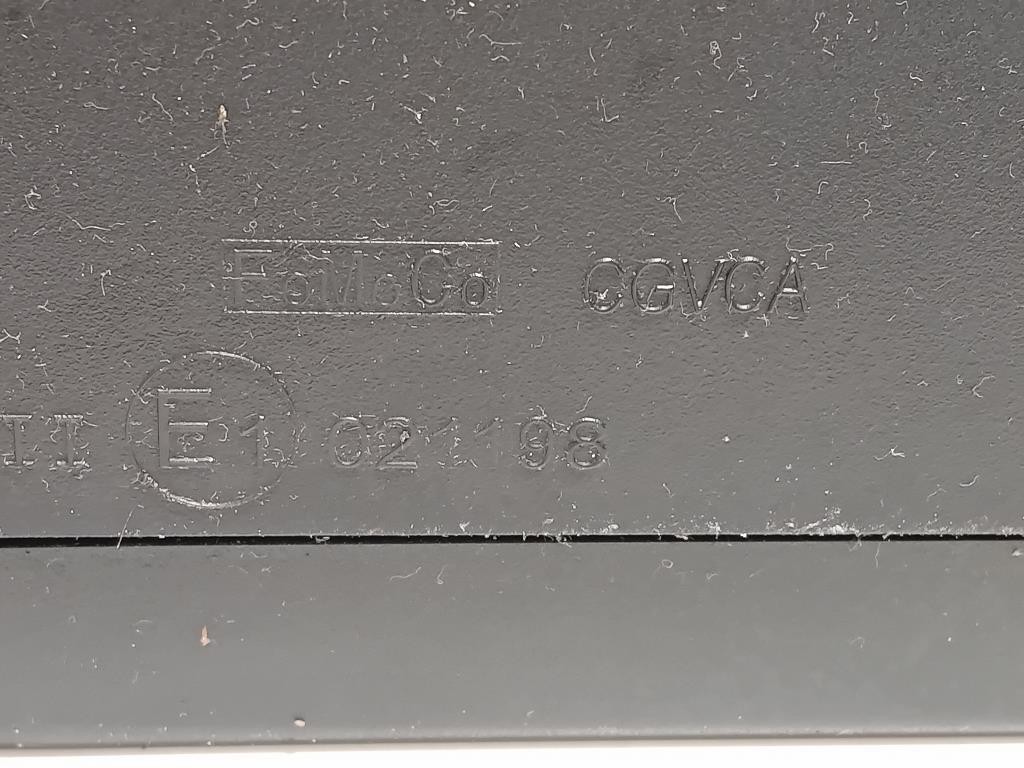 FoMoCo CGVCA
II E1 021198